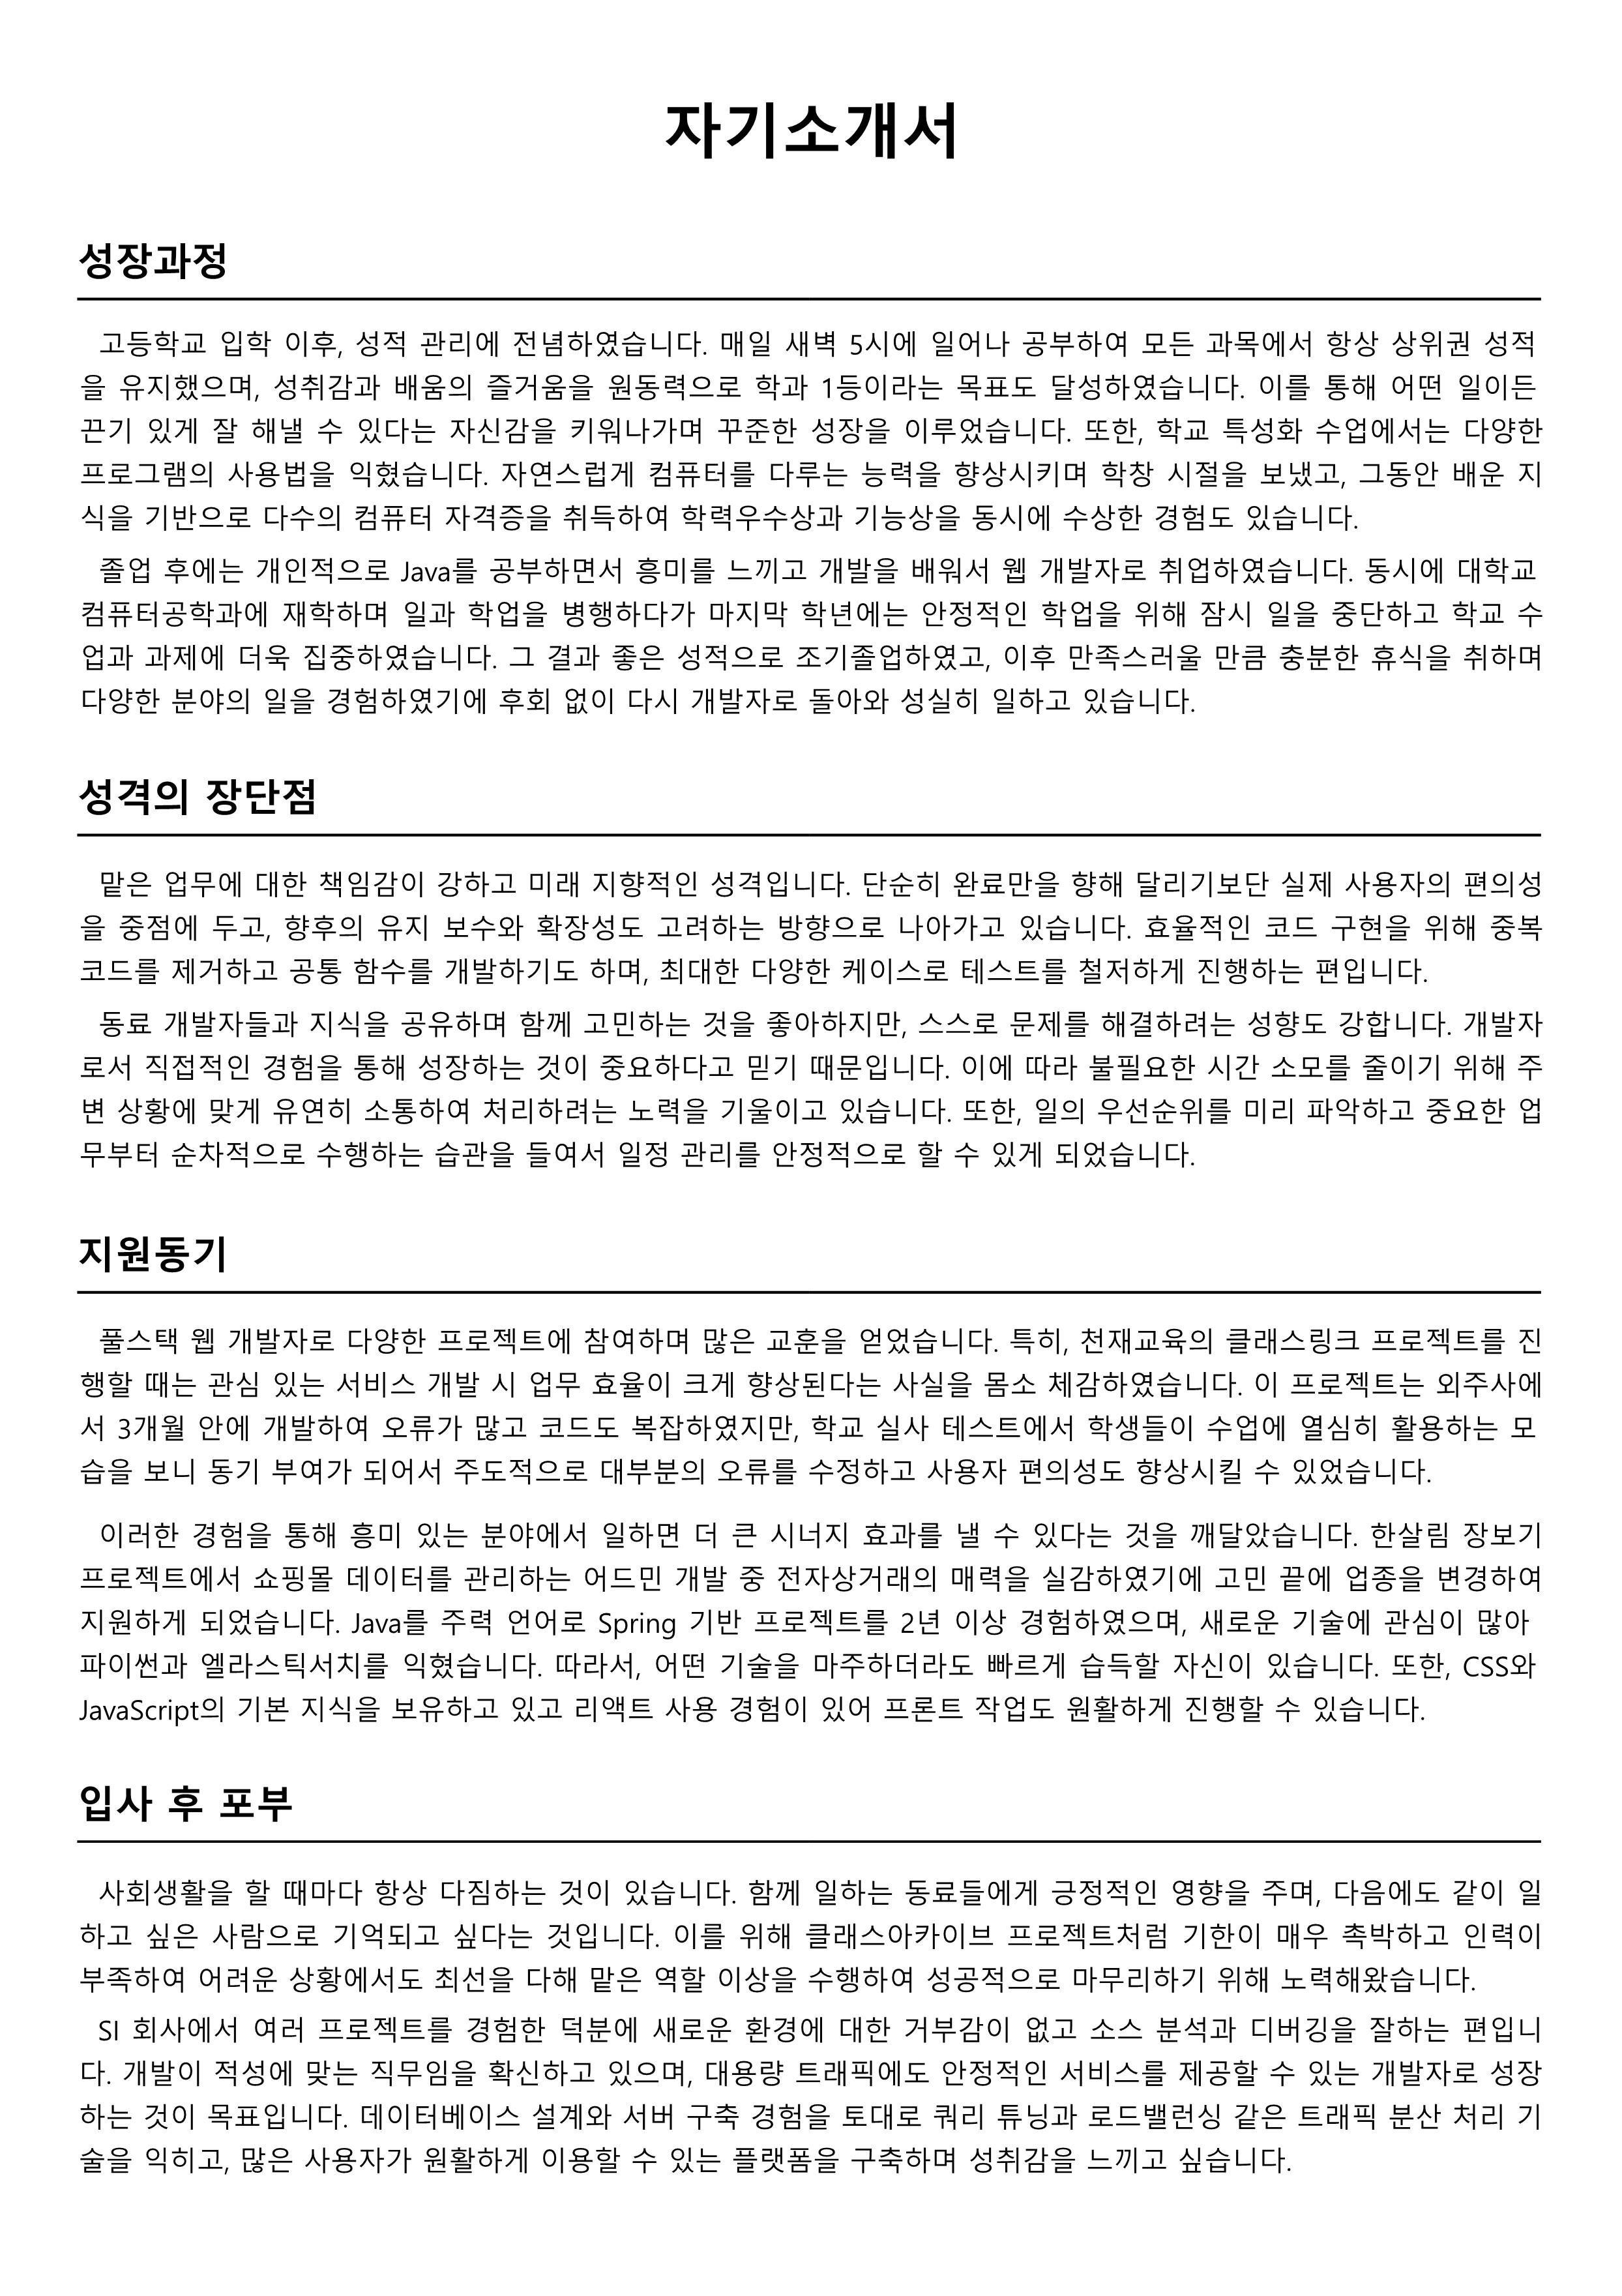 자기소개서
성장과정
고등학교 입학 이후, 성적 관리에 전념하였습니다. 매일 새벽 5시에 일어나 공부하여 모든 과목에서 항상 상위권 성적
을 유지했으며, 성취감과 배움의 즐거움을 원동력으로 학과 1등이라는 목표도 달성하였습니다. 이를 통해 어떤 일이든
끈기 있게 잘 해낼 수 있다는 자신감을 키워나가며 꾸준한 성장을 이루었습니다. 또한, 학교 특성화 수업에서는 다양한
프로그램의 사용법을 익혔습니다. 자연스럽게 컴퓨터를 다루는 능력을 향상시키며 학창 시절을 보냈고, 그동안 배운 지
식을 기반으로 다수의 컴퓨터 자격증을 취득하여 학력우수상과 기능상을 동시에 수상한 경험도 있습니다.
졸업 후에는 개인적으로 Java를 공부하면서 흥미를 느끼고 개발을 배워서 웹 개발자로 취업하였습니다. 동시에 대학교
컴퓨터공학과에 재학하며 일과 학업을 병행하다가 마지막 학년에는 안정적인 학업을 위해 잠시 일을 중단하고 학교 수
업과 과제에 더욱 집중하였습니다. 그 결과 좋은 성적으로 조기졸업하였고, 이후 만족스러울 만큼 충분한 휴식을 취하며
다양한 분야의 일을 경험하였기에 후회 없이 다시 개발자로 돌아와 성실히 일하고 있습니다.
성격의 장단점
맡은 업무에 대한 책임감이 강하고 미래 지향적인 성격입니다. 단순히 완료만을 향해 달리기보단 실제 사용자의 편의성
을 중점에 두고, 향후의 유지 보수와 확장성도 고려하는 방향으로 나아가고 있습니다. 효율적인 코드 구현을 위해 중복
코드를 제거하고 공통 함수를 개발하기도 하며, 최대한 다양한 케이스로 테스트를 철저하게 진행하는 편입니다.
동료 개발자들과 지식을 공유하며 함께 고민하는 것을 좋아하지만, 스스로 문제를 해결하려는 성향도 강합니다. 개발자
로서 직접적인 경험을 통해 성장하는 것이 중요하다고 믿기 때문입니다. 이에 따라 불필요한 시간 소모를 줄이기 위해 주
변 상황에 맞게 유연히 소통하여 처리하려는 노력을 기울이고 있습니다. 또한, 일의 우선순위를 미리 파악하고 중요한 업
무부터 순차적으로 수행하는 습관을 들여서 일정 관리를 안정적으로 할 수 있게 되었습니다.
지원동기
풀스택 웹 개발자로 다양한 프로젝트에 참여하며 많은 교훈을 얻었습니다. 특히, 천재교육의 클래스링크 프로젝트를 진
행할 때는 관심 있는 서비스 개발 시 업무 효율이 크게 향상된다는 사실을 몸소 체감하였습니다. 이 프로젝트는 외주사에
서 3개월 안에 개발하여 오류가 많고 코드도 복잡하였지만, 학교 실사 테스트에서 학생들이 수업에 열심히 활용하는 모
습을 보니 동기 부여가 되어서 주도적으로 대부분의 오류를 수정하고 사용자 편의성도 향상시킬 수 있었습니다.
이러한 경험을 통해 흥미 있는 분야에서 일하면 더 큰 시너지 효과를 낼 수 있다는 것을 깨달았습니다. 한살림 장보기
프로젝트에서 쇼핑몰 데이터를 관리하는 어드민 개발 중 전자상거래의 매력을 실감하였기에 고민 끝에 업종을 변경하여
지원하게 되었습니다. Java를 주력 언어로 Spring 기반 프로젝트를 2년 이상 경험하였으며, 새로운 기술에 관심이 많아
파이썬과 엘라스틱서치를 익혔습니다. 따라서, 어떤 기술을 마주하더라도 빠르게 습득할 자신이 있습니다. 또한, CSS와
JavaScript의 기본 지식을 보유하고 있고 리액트 사용 경험이 있어 프론트 작업도 원활하게 진행할 수 있습니다.
입사 후 포부
사회생활을 할 때마다 항상 다짐하는 것이 있습니다. 함께 일하는 동료들에게 긍정적인 영향을 주며, 다음에도 같이 일
하고 싶은 사람으로 기억되고 싶다는 것입니다. 이를 위해 클래스아카이브 프로젝트처럼 기한이 매우 촉박하고 인력이
부족하여 어려운 상황에서도 최선을 다해 맡은 역할 이상을 수행하여 성공적으로 마무리하기 위해 노력해왔습니다.
SI 회사에서 여러 프로젝트를 경험한 덕분에 새로운 환경에 대한 거부감이 없고 소스 분석과 디버깅을 잘하는 편입니
다. 개발이 적성에 맞는 직무임을 확신하고 있으며, 대용량 트래픽에도 안정적인 서비스를 제공할 수 있는 개발자로 성장
하는 것이 목표입니다. 데이터베이스 설계와 서버 구축 경험을 토대로 쿼리 튜닝과 로드밸런싱 같은 트래픽 분산 처리 기
술을 익히고, 많은 사용자가 원활하게 이용할 수 있는 플랫폼을 구축하며 성취감을 느끼고 싶습니다.